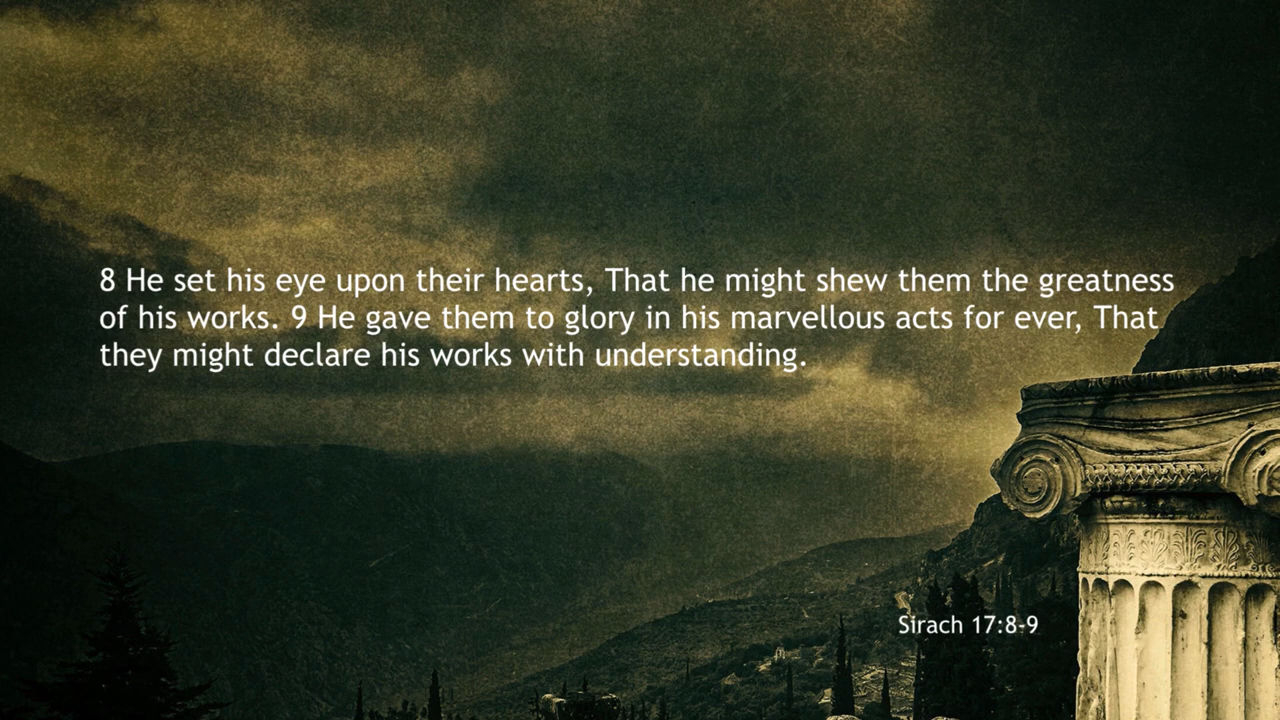 8 He set his eye upon their hearts, That he might shew them the greatness
of his works. 9 He gave them to glory in his marvellous acts for ever, That
they might declare his works with understanding.
Sirach 17:8-9